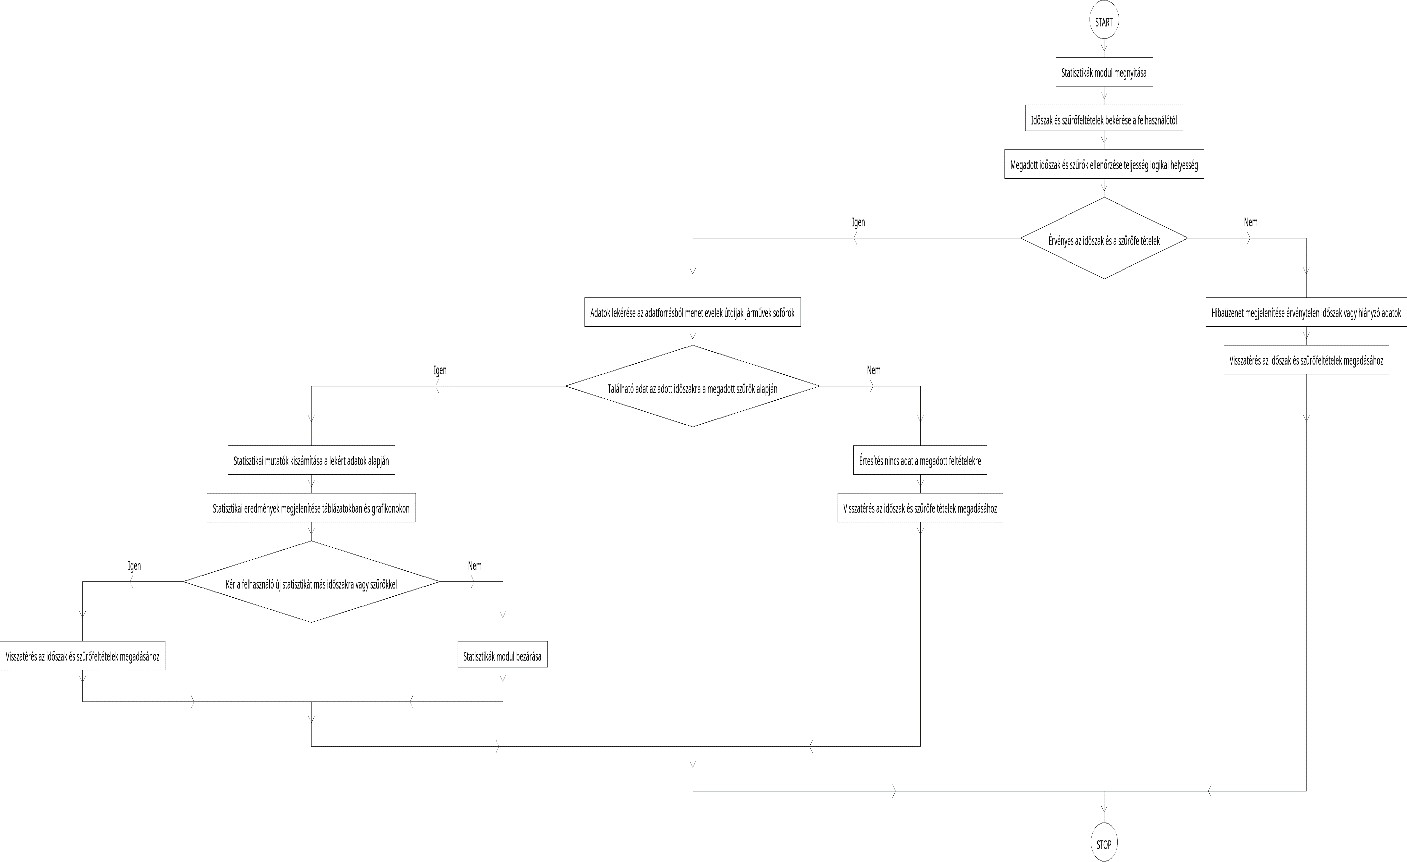 START
Statisztikák modul megnyitása
Időszak és szűrőfeltételek bekérése a felhasználótól
Megadott időszak és szűrők ellenőrzése teljesség logikai helyesség
Igen
Nem
Érvényes az időszak és a szűrőfeltételek
Adatok lekérése az adatforrásból menetlevelek útdíjak járművek sofőrök
Hibaüzenet megjelenítése érvénytelen időszak vagy hiányzó adatok
Visszatérés az időszak és szűrőfeltételek megadásához
Igen
Nem
Található adat az adott időszakra a megadott szűrők alapján
Statisztikai mutatók kiszámítása a lekért adatok alapján
Értesítés nincs adat a megadott feltételekre
Statisztikai eredmények megjelenítése táblázatokban és grafikonokon
Visszatérés az időszak és szűrőfeltételek megadásához
Igen
Nem
Kér a felhasználó új statisztikát más időszakra vagy szűrőkkel
Visszatérés az időszak és szűrőfeltételek megadásához
Statisztikák modul bezárása
STOP